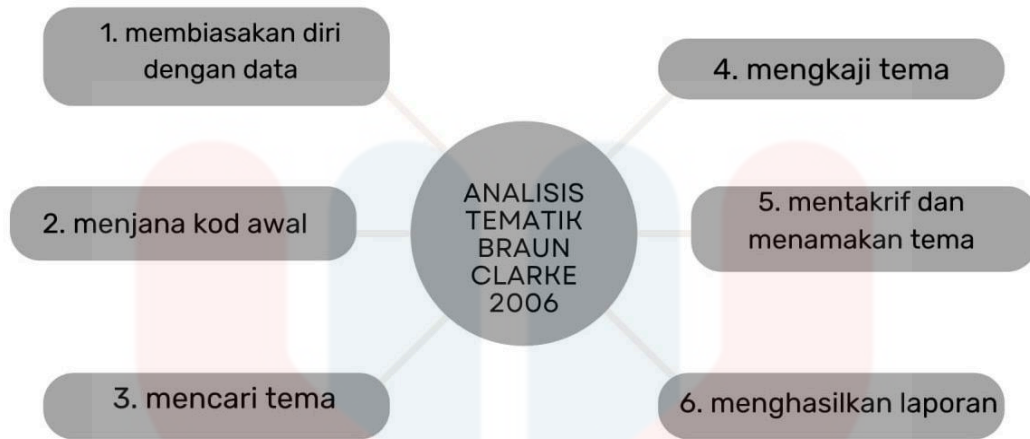 1. membiasakan diri
dengan data
2. menjana kod awal
3. mencari tema
ANALISIS
TEMATIK
BRAUN
CLARKE
2006
4. mengkaji tema
5. mentakrif dan
menamakan tema
6. menghasilkan laporan